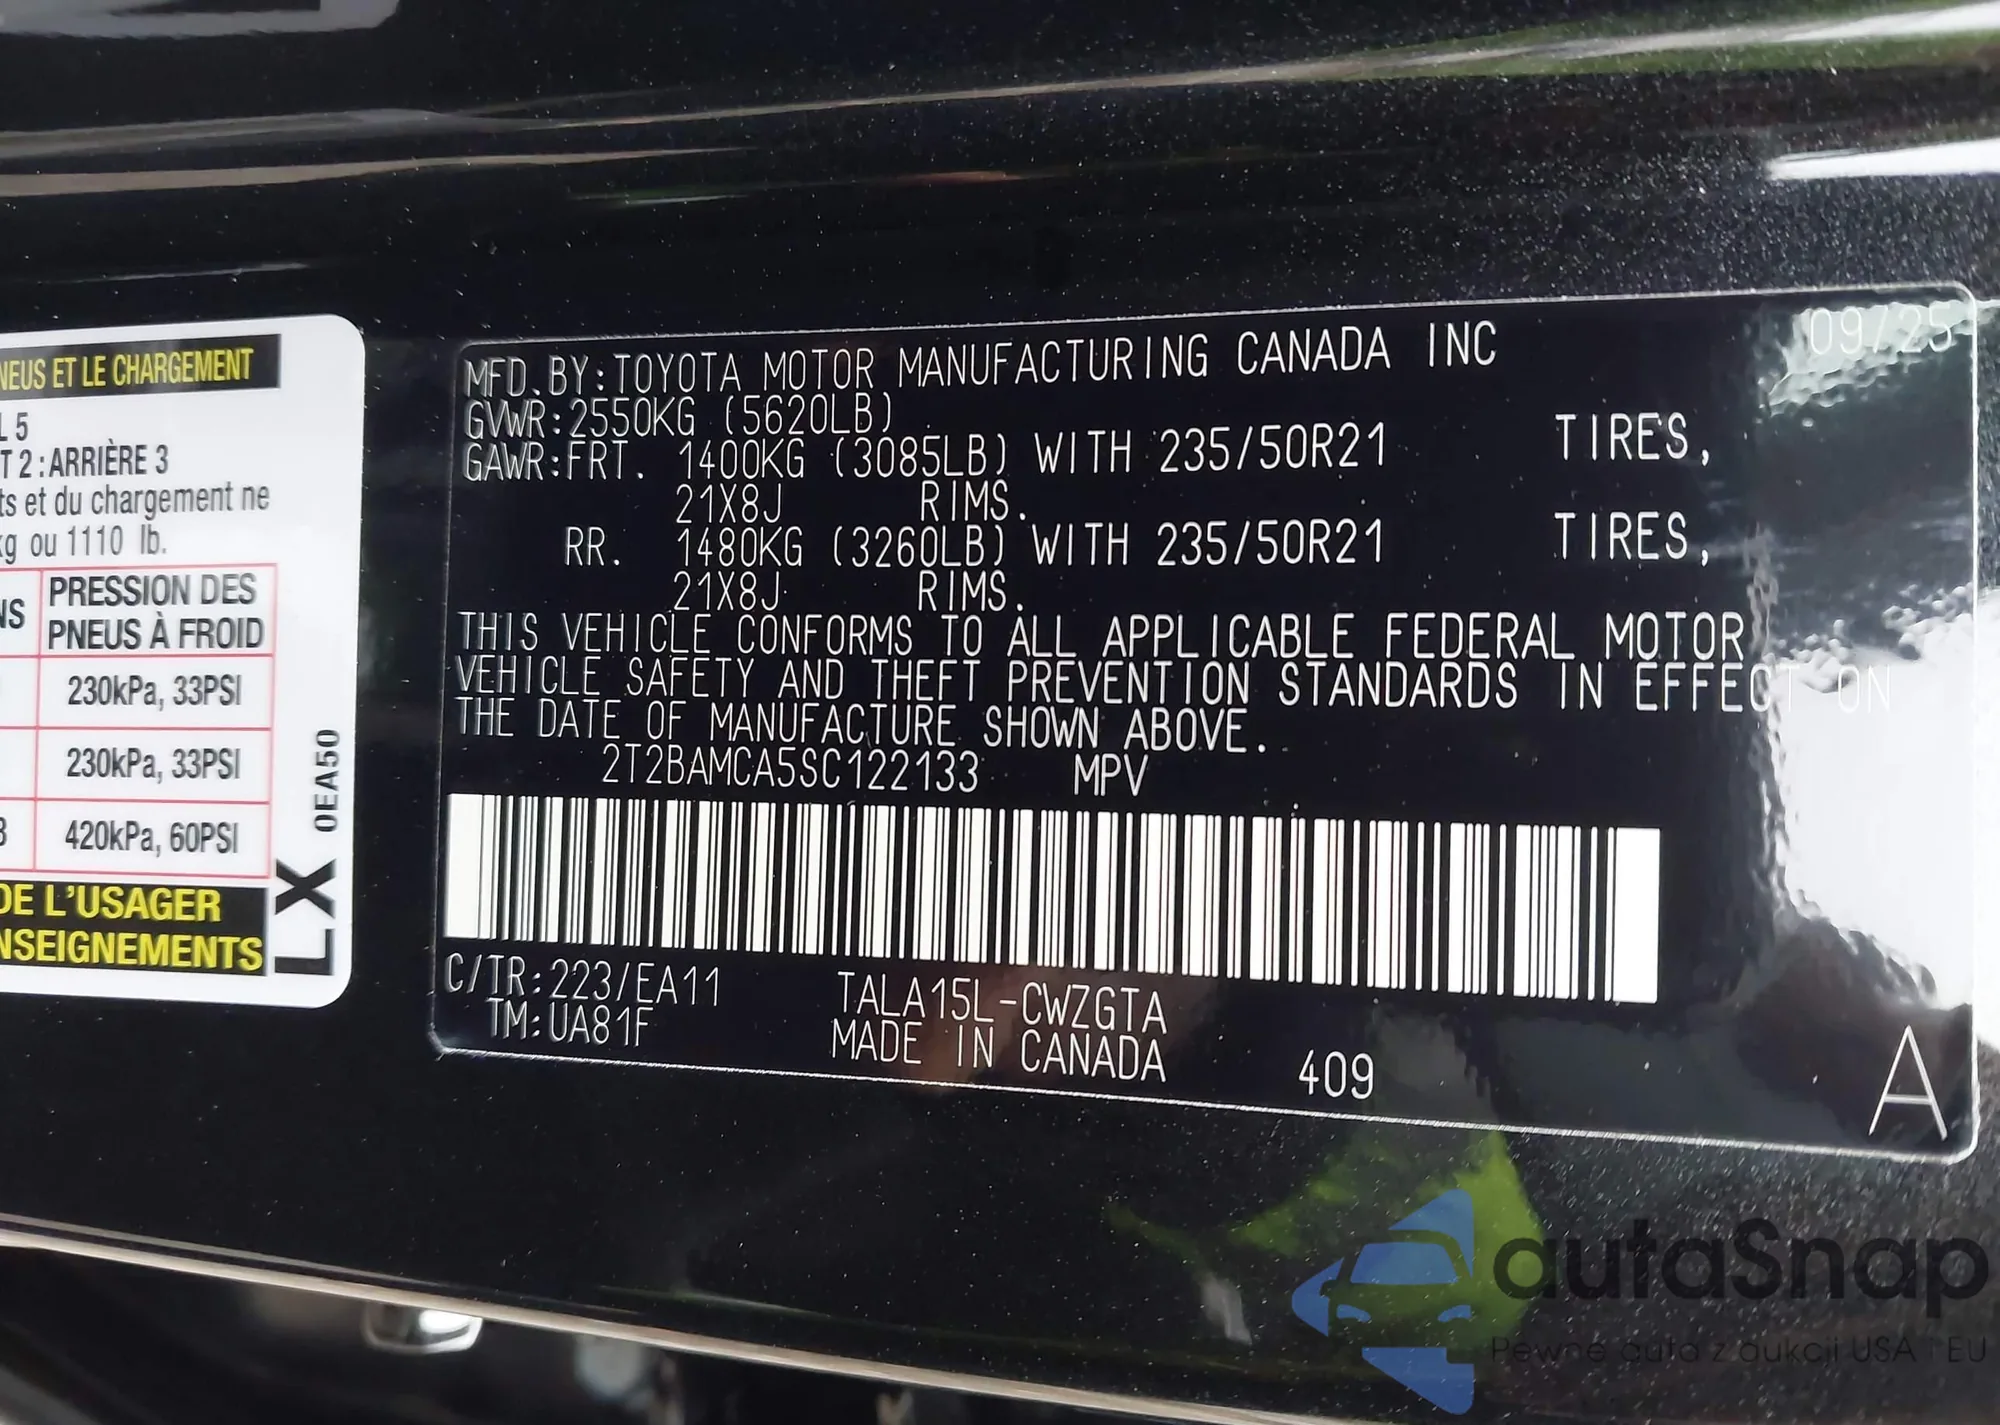 NEUS ET LE CHARGEMENT
L 5
T 2 : ARRIÈRE 3
ts et du chargement ne
kg ou 1110 lb.
NS PRESSION DES
PNEUS À FROID
230kPa, 33PSI
230kPa, 33PSI
420kPa, 60PSI
DE L'USAGER
NSEIGNEMENTS
LX 0EA50
09/25
MFD. BY: TOYOTA MOTOR MANUFACTURING CANADA INC
GVWR: 2550KG (5620LB)
GAWR: FRT. 1400KG (3085LB) WITH 235/50R21 TIRES,
21X8J RIMS.
RR. 1480KG (3260LB) WITH 235/50R21 TIRES,
21X8J RIMS.
THIS VEHICLE CONFORMS TO ALL APPLICABLE FEDERAL MOTOR
VEHICLE SAFETY AND THEFT PREVENTION STANDARDS IN EFFECT ON
THE DATE OF MANUFACTURE SHOWN ABOVE.
2T2BAMCA5SC122133 MPV
C/TR: 223/EA11 TALA15L-CWZGTA
TM: UA81F MADE IN CANADA 409
A
autaSnap
Pewne auta z aukcji USA i EU